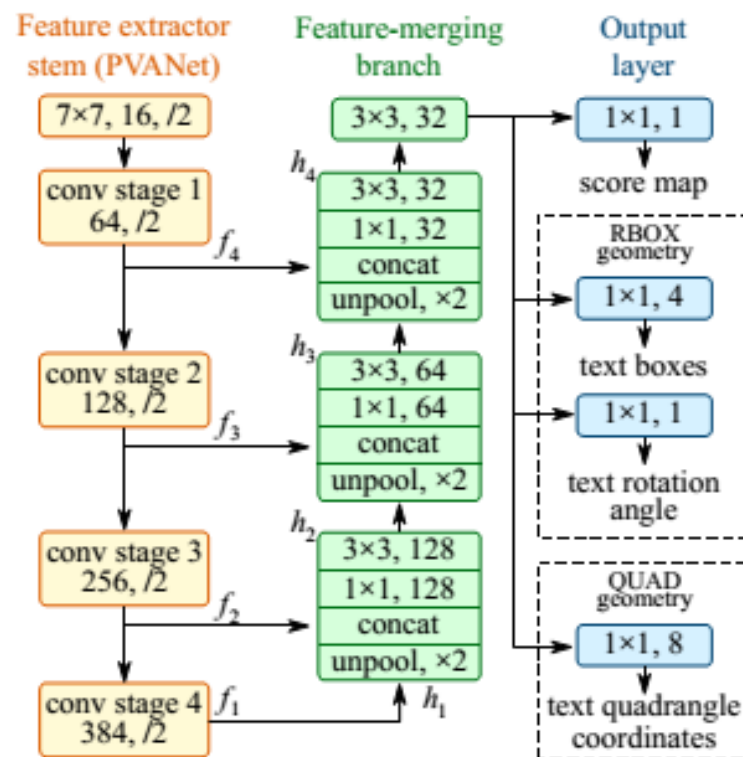 Feature extractor
stem (PVANet)
7×7, 16, /2
conv stage 1
64, /2
f4
conv stage 2
128, /2
f3
conv stage 3
256, /2
f2
conv stage 4
384, /2
f1
Feature-merging
branch
3×3, 32
h4
3×3, 32
1×1, 32
concat
unpool, ×2
h3
3×3, 64
1×1, 64
concat
unpool, ×2
h2
3×3, 128
1×1, 128
concat
unpool, ×2
h1
Output
layer
1×1, 1
score map
RBOX
geometry
1×1, 4
text boxes
1×1, 1
text rotation
angle
QUAD
geometry
1×1, 8
text quadrangle
coordinates